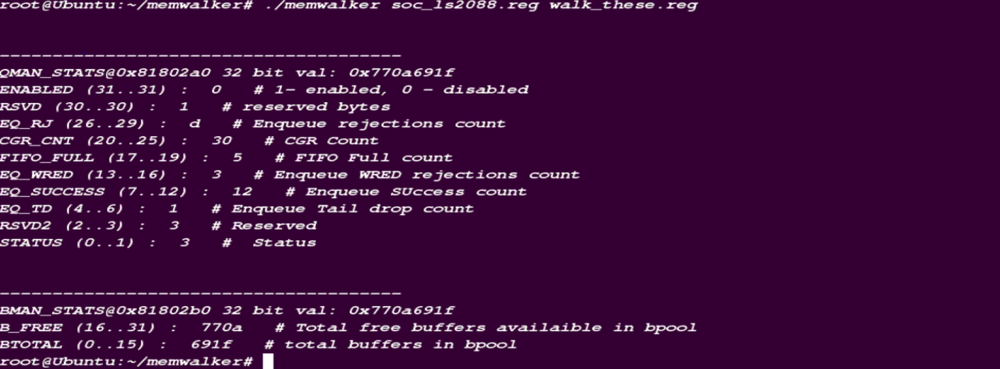 root@Ubuntu:~/memwalker# ./memwalker soc_ls2088.reg walk_these.reg
--------------------------------------
QMAN_STATS@0x81802a0 32 bit val: 0x770a691f
ENABLED (31..31) : 0 # 1- enabled, 0 - disabled
RSVD (30..30) : 1 # reserved bytes
EQ_RJ (26..29) : d # Enqueue rejections count
CGR_CNT (20..25) : 30 # CGR Count
FIFO_FULL (17..19) : 5 # FIFO Full count
EQ_WRED (13..16) : 3 # Enqueue WRED rejections count
EQ_SUCCESS (7..12) : 12 # Enqueue SUccess count
EQ_TD (4..6) : 1 # Enqueue Tail drop count
RSVD2 (2..3) : 3 # Reserved
STATUS (0..1) : 3 # Status
--------------------------------------
BMAN_STATS@0x81802b0 32 bit val: 0x770a691f
B_FREE (16..31) : 770a # Total free buffers availaible in bpool
BTOTAL (0..15) : 691f # total buffers in bpool
root@Ubuntu:~/memwalker#